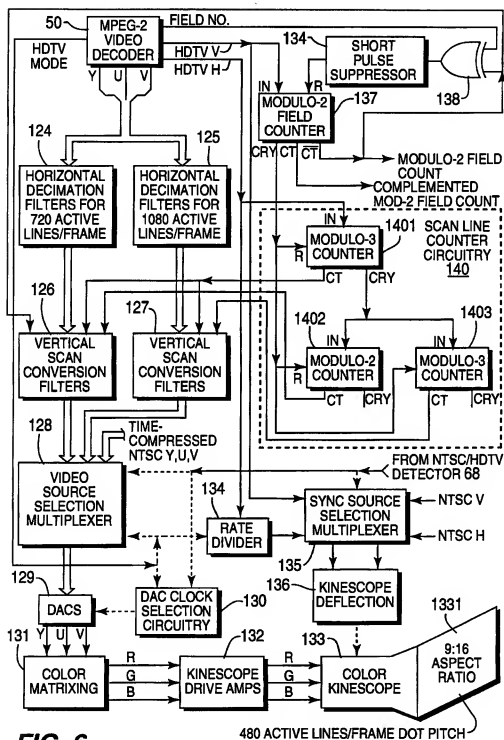 50
MPEG-2
VIDEO
DECODER
Y U V
HDTV
MODE
FIELD NO.
HDTV V
HDTV H
134
SHORT
PULSE
SUPPRESSOR
138
IN R
MODULO-2
FIELD
COUNTER
137
CRY CT CT
MODULO-2 FIELD
COUNT
COMPLEMENTED
MOD-2 FIELD COUNT
124
HORIZONTAL
DECIMATION
FILTERS FOR
720 ACTIVE
LINES/FRAME
125
HORIZONTAL
DECIMATION
FILTERS FOR
1080 ACTIVE
LINES/FRAME
IN
1401
MODULO-3
COUNTER
R
CT CRY
SCAN LINE
COUNTER
CIRCUITRY
140
126
VERTICAL
SCAN
CONVERSION
FILTERS
127
VERTICAL
SCAN
CONVERSION
FILTERS
1402
IN
MODULO-2
COUNTER
R
CT CRY
1403
IN
MODULO-3
COUNTER
CT CRY
128
TIME-
COMPRESSED
NTSC Y,U,V
VIDEO
SOURCE
SELECTION
MULTIPLEXER
FROM NTSC/HDTV
DETECTOR 68
134
RATE
DIVIDER
SYNC SOURCE
SELECTION
MULTIPLEXER
135
NTSC V
NTSC H
129
DACS
DAC CLOCK
SELECTION
CIRCUITRY
130
136
KINESCOPE
DEFLECTION
1331
131
Y U V
COLOR
MATRIXING
R
G
B
132
KINESCOPE
DRIVE AMPS
R
G
B
133
COLOR
KINESCOPE
9:16
ASPECT
RATIO
FIG. 6
480 ACTIVE LINES/FRAME DOT PITCH